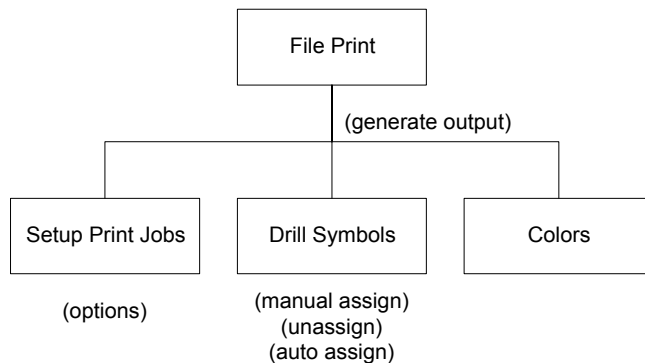 File Print
(generate output)
Setup Print Jobs
Drill Symbols
Colors
(options)
(manual assign)
(unassign)
(auto assign)